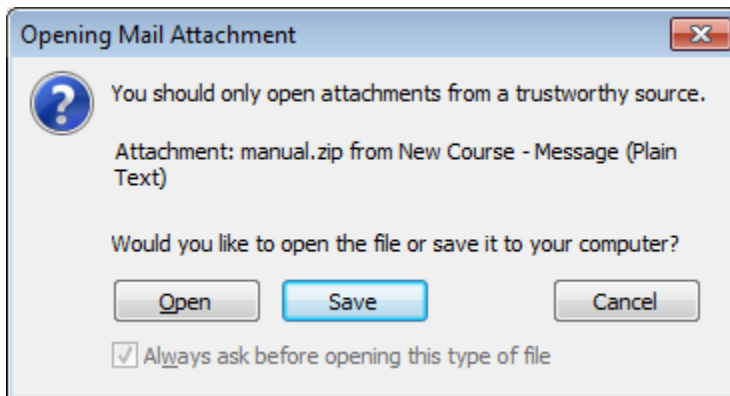 Opening Mail Attachment
You should only open attachments from a trustworthy source.
Attachment: manual.zip from New Course - Message (Plain
Text)
Would you like to open the file or save it to your computer?
Open Save Cancel
Always ask before opening this type of file